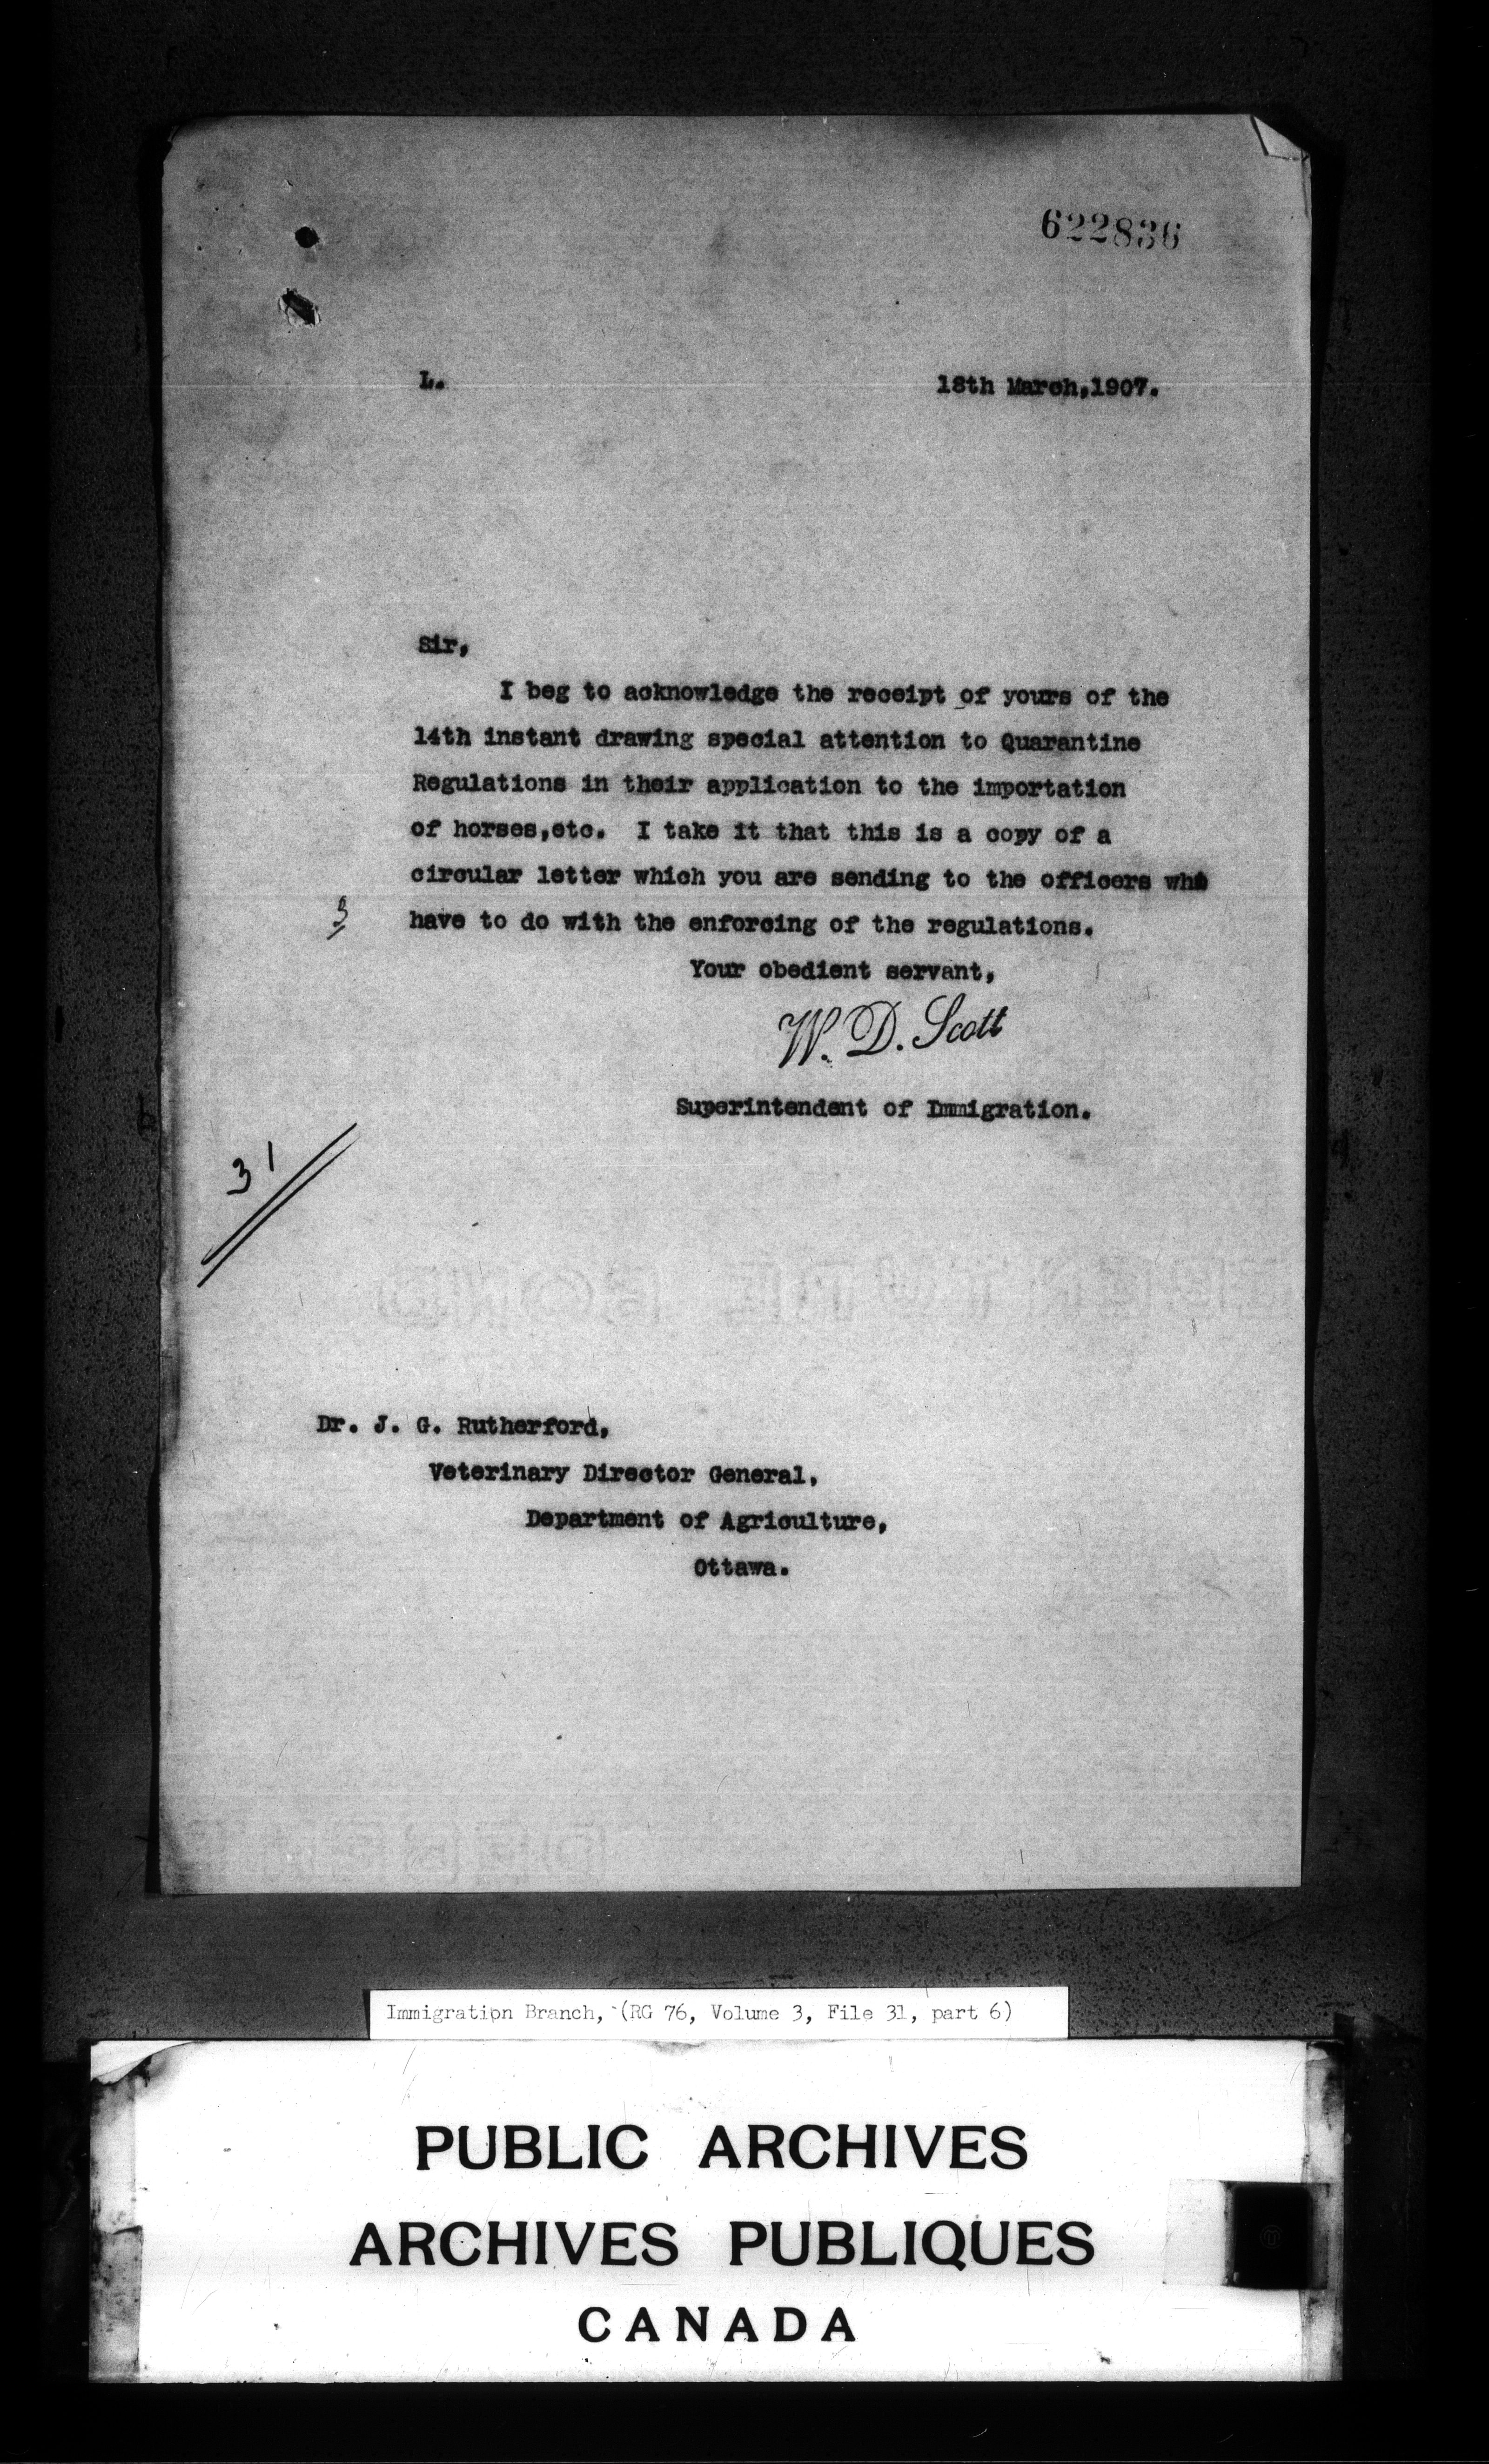 622836
L. 18th March,1907.
Sir,
I beg to acknowledge the receipt of yours of the
14th instant drawing special attention to Quarantine
Regulations in their application to the importation
of horses,etc. I take it that this is a copy of a
circular letter which you are sending to the officers who
have to do with the enforcing of the regulations.
3
Your obedient servant,
W. D. Scott
Superintendent of Immigration.
31
Dr. J. G. Rutherford,
Veterinary Director General,
Department of Agriculture,
Ottawa.
Immigration Branch, (RG 76, Volume 3, File 31, part 6)
PUBLIC ARCHIVES
ARCHIVES PUBLIQUES
CANADA